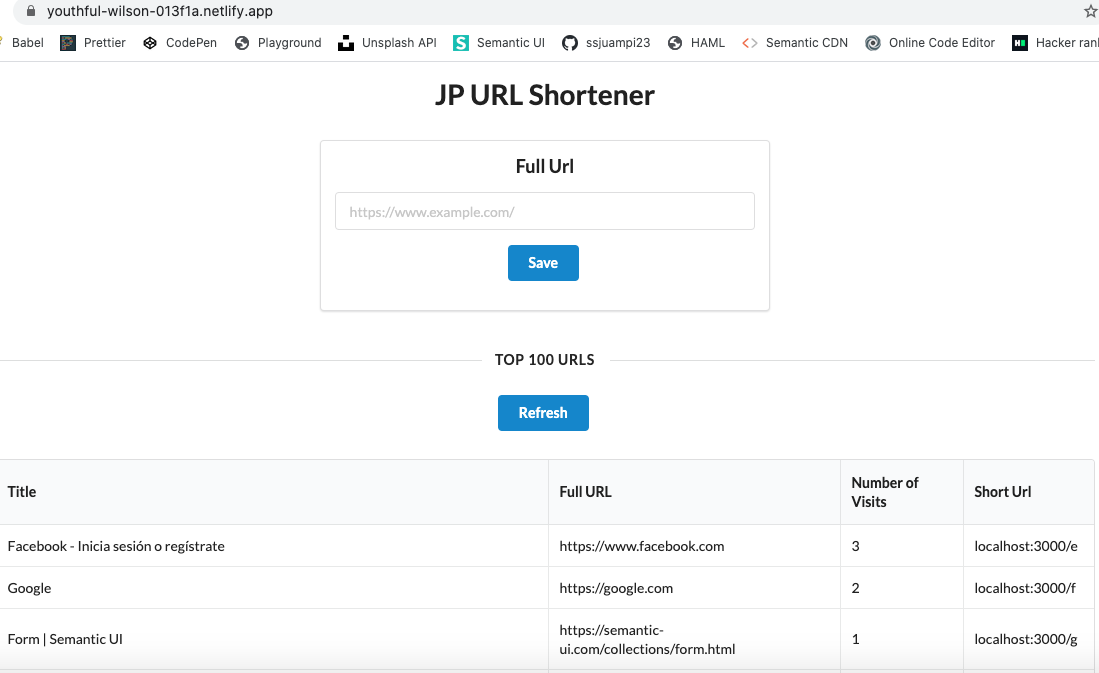 youthful-wilson-013f1a.netlify.app
Babel Prettier CodePen Playground Unsplash API Semantic UI ssjuampi23 HAML Semantic CDN Online Code Editor Hacker rank
JP URL Shortener
Full Url
https://www.example.com/
Save
TOP 100 URLS
Refresh
Title Full URL Number of Visits Short Url
Facebook - Inicia sesión o regístrate https://www.facebook.com 3 localhost:3000/e
Google https://google.com 2 localhost:3000/f
Form | Semantic UI https://semantic-ui.com/collections/form.html 1 localhost:3000/g